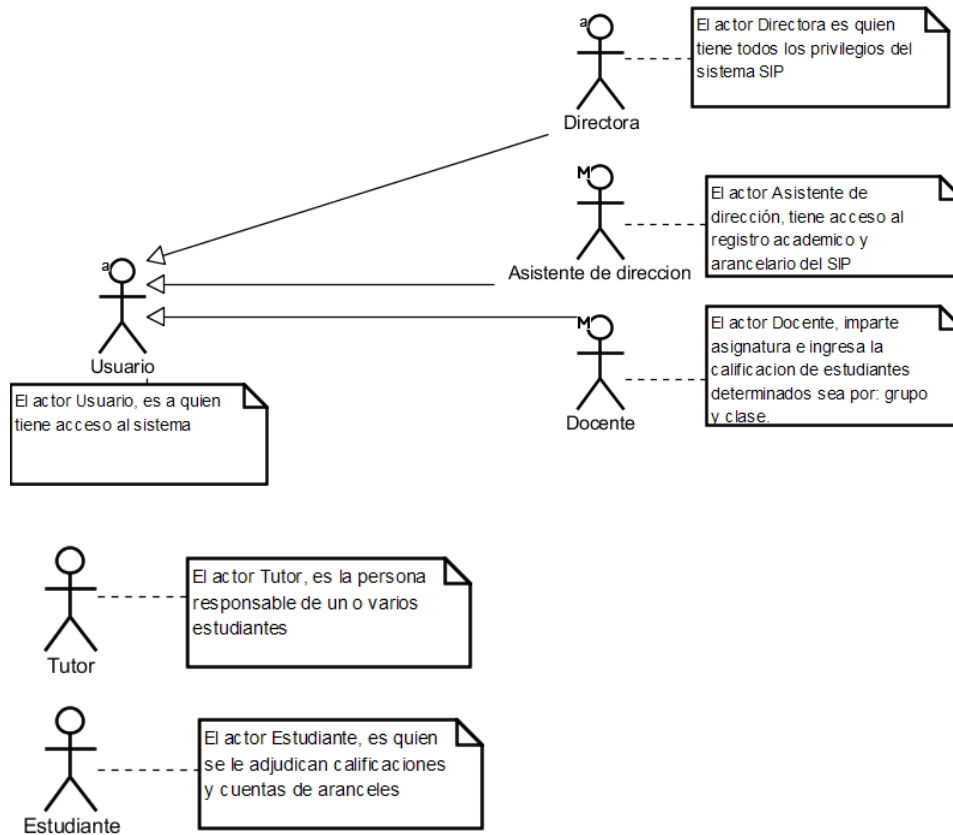 a
El actor Directora es quien
tiene todos los privilegios del
sistema SIP
Directora
M
El actor Asistente de
dirección, tiene acceso al
registro academico y
arancelario del SIP
Asistente de direccion
a
Usuario
El actor Usuario, es a quien
tiene acceso al sistema
M
El actor Docente, imparte
asignatura e ingresa la
calificacion de estudiantes
determinados sea por: grupo
y clase.
Docente
El actor Tutor, es la persona
responsable de un o varios
estudiantes
Tutor
El actor Estudiante, es quien
se le adjudican calificaciones
y cuentas de aranceles
Estudiante